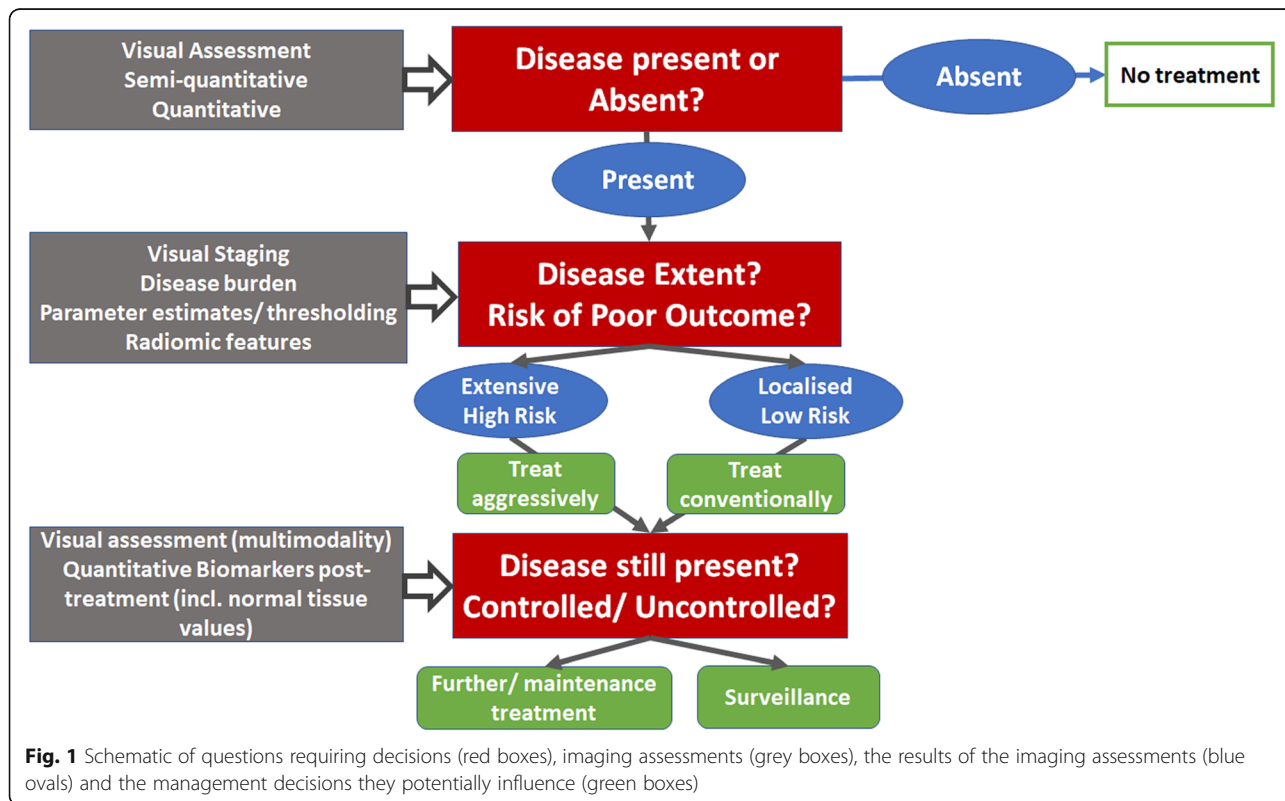 Visual Assessment
Semi-quantitative
Quantitative
Disease present or
Absent?
Absent
No treatment
Present
Visual Staging
Disease burden
Parameter estimates/ thresholding
Radiomic features
Disease Extent?
Risk of Poor Outcome?
Extensive
High Risk
Localised
Low Risk
Treat
aggressively
Treat
conventionally
Visual assessment (multimodality)
Quantitative Biomarkers post-
treatment (incl. normal tissue
values)
Disease still present?
Controlled/ Uncontrolled?
Further/ maintenance
treatment
Surveillance
Fig. 1 Schematic of questions requiring decisions (red boxes), imaging assessments (grey boxes), the results of the imaging assessments (blue
ovals) and the management decisions they potentially influence (green boxes)